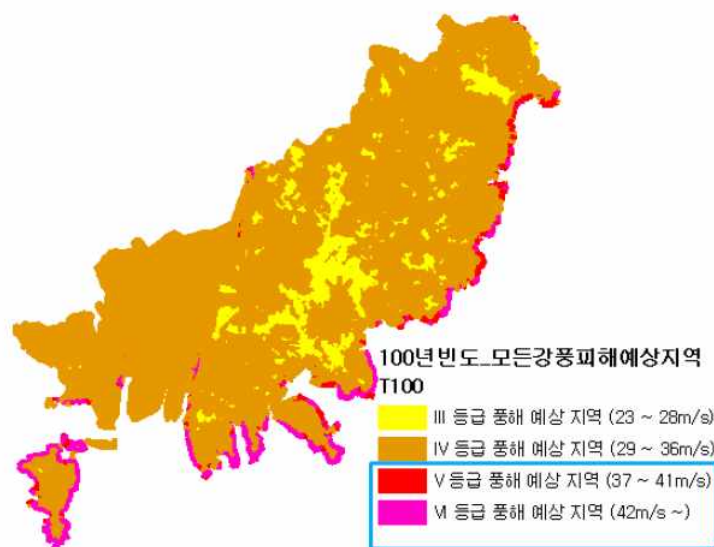 100년빈도_모든강풍피해예상지역
T100
III 등급 풍해 예상 지역 (23 ~ 28m/s)
IV 등급 풍해 예상 지역 (29 ~ 36m/s)
V 등급 풍해 예상 지역 (37 ~ 41m/s)
VI 등급 풍해 예상 지역 (42m/s ~)